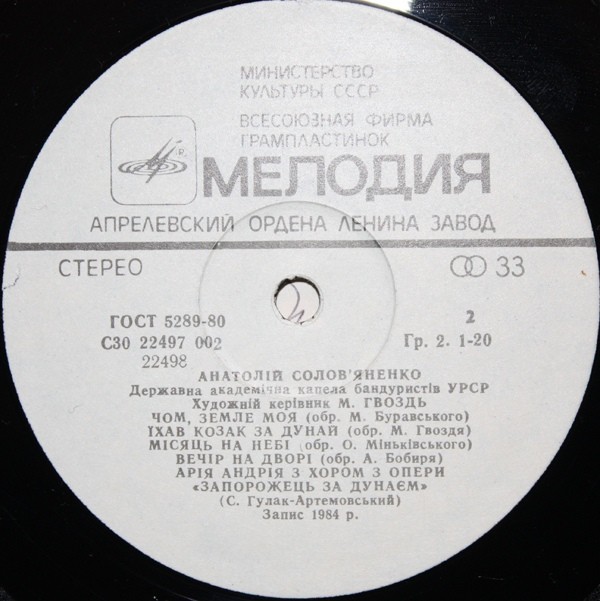 МИНИСТЕРСТВО
КУЛЬТУРЫ СССР
ВСЕСОЮЗНАЯ ФИРМА
ГРАМПЛАСТИНОК
МЕЛОДИЯ
АПРЕЛЕВСКИЙ ОРДЕНА ЛЕНИНА ЗАВОД
СТЕРЕО 33
ГОСТ 5289-80 2
С30 22497 002 Гр. 2. 1-20
22498
АНАТОЛІЙ СОЛОВ'ЯНЕНКО
Державна академічна капела бандуристів УРСР
Художній керівник М. ГВОЗДЬ
ЧОМ, ЗЕМЛЕ МОЯ (обр. М. Буравського)
ЇХАВ КОЗАК ЗА ДУНАЙ (обр. М. Гвоздя)
МІСЯЦЬ НА НЕБІ (обр. О. Міньківського)
ВЕЧІР НА ДВОРІ (обр. А. Бобиря)
АРІЯ АНДРІЯ З ХОРОМ З ОПЕРИ
«ЗАПОРОЖЕЦЬ ЗА ДУНАЄМ»
(С. Гулак-Артемовський)
Запис 1984 р.